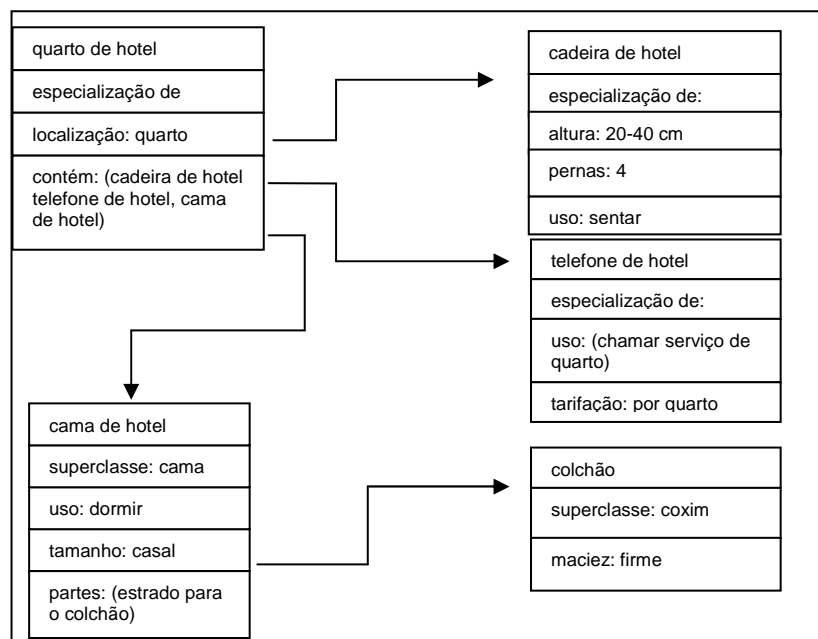 quarto de hotel
especialização de
localização: quarto
contém: (cadeira de hotel
telefone de hotel, cama
de hotel)
cadeira de hotel
especialização de:
altura: 20-40 cm
pernas: 4
uso: sentar
telefone de hotel
especialização de:
uso: (chamar serviço de
quarto)
tarifação: por quarto
cama de hotel
superclasse: cama
uso: dormir
tamanho: casal
partes: (estrado para
o colchão)
colchão
superclasse: coxim
maciez: firme